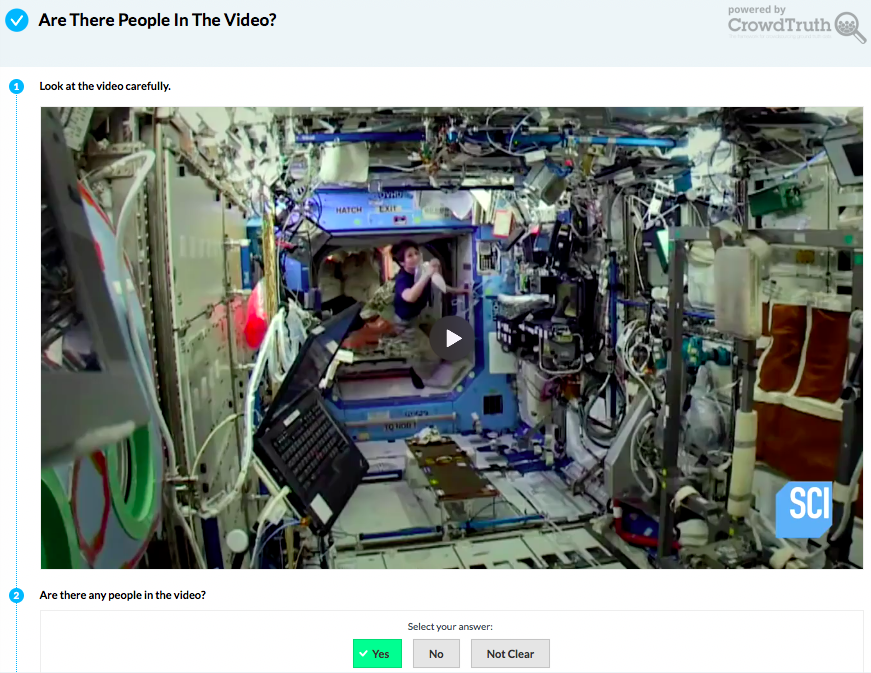 Are There People In The Video?
powered by
CrowdTruth
1
Look at the video carefully.
HATCH
EXIT
SCI
2
Are there any people in the video?
Select your answer:
Yes
No
Not Clear